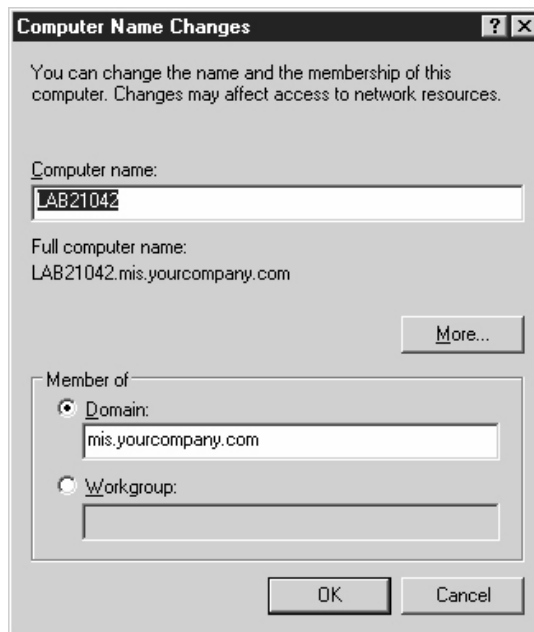 Computer Name Changes
You can change the name and the membership of this
computer. Changes may affect access to network resources.
Computer name:
LAB21042
Full computer name:
LAB21042.mis.yourcompany.com
More...
Member of
Domain:
mis.yourcompany.com
Workgroup:
OK Cancel